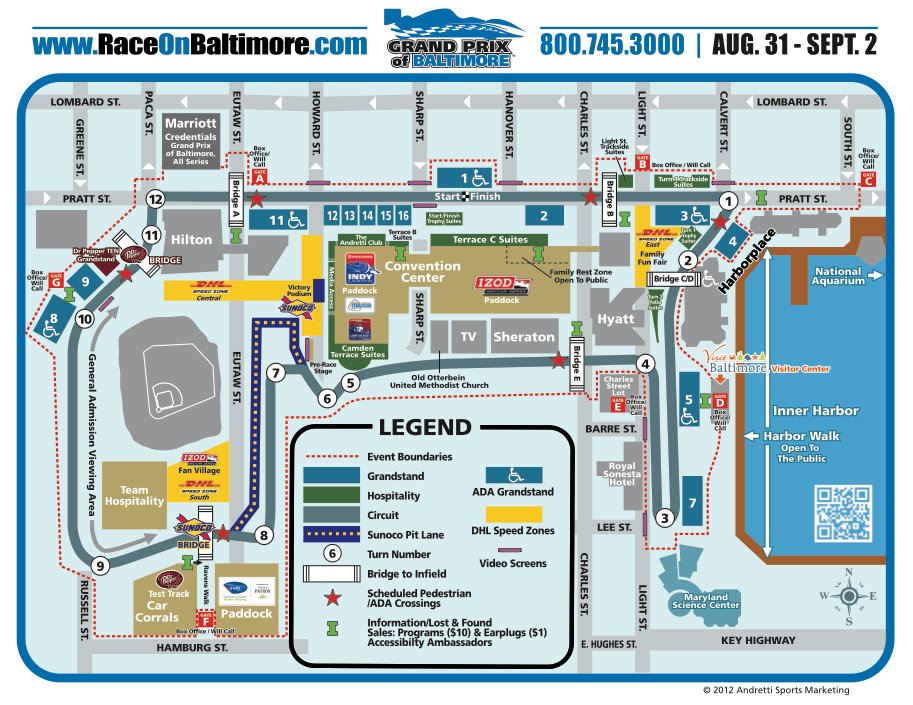 www.RaceOnBaltimore.com
GRAND PRIX
of BALTIMORE
800.745.3000 | AUG. 31 - SEPT. 2
LOMBARD ST.
LOMBARD ST.
GREENE ST.
PACA ST.
EUTAW ST.
HOWARD ST.
SHARP ST.
HANOVER ST.
CHARLES ST.
LIGHT ST.
CALVERT ST.
SOUTH ST.
Marriott
Credentials
Grand Prix
of Baltimore,
All Series
Box
Office/
Will
Call
GATE
A
Light St.
Trackside
Suites
GATE
B
Box Office / Will Call
Turn 1 Trackside
Suites
Box
Office/
Will
Call
GATE
C
PRATT ST.
PRATT ST.
12
Bridge A
1
Start Finish
Bridge B
1
11
11
12
13
14
15
16
Start/Finish
Trophy Suites
2
3
4
Turn 1
Trophy
Suites
Harborplace
Hilton
Dr Pepper TEN
Grandstand
BRIDGE
The
Andretti Club
Terrace B
Suites
Terrace C Suites
DHL
SPEED ZONE
East
Family
Fun Fair
2
Bridge C/D
National
Aquarium
Box
Office/
Will
Call
GATE
G
9
8
10
DHL
SPEED ZONE
Central
Victory
Podium
SUNOCO
Media Access
Firestone
INDY
Paddock
MAZDA
Convention
Center
IZOD
Paddock
Family Rest Zone
Open To Public
Turn 2
Patio
Hyatt
Camden
Terrace Suites
SHARP ST.
TV
Sheraton
Bridge E
Old Otterbein
United Methodist Church
Pre-Race
Stage
7
6
5
4
General Admission Viewing Area
EUTAW ST.
Visit
Baltimore
Visitor Center
Charles
Street
Lot
GATE
E
Box
Office/
Will
Call
5
GATE
D
Box
Office/
Will
Call
Inner Harbor
Harbor Walk
Open To
The Public
BARRE ST.
Royal
Sonesta
Hotel
7
3
LEE ST.
IZOD
Fan Village
DHL
SPEED ZONE
South
Team
Hospitality
SUNOCO
BRIDGE
8
9
Ravens Walk
Test Track
Car
Corrals
GATE
F
Paddock
Box Office / Will Call
RUSSELL ST.
HAMBURG ST.
CHARLES ST.
LIGHT ST.
E. HUGHES ST.
KEY HIGHWAY
Maryland
Science Center
N
W
E
S
LEGEND
Event Boundaries
Grandstand
Hospitality
Circuit
Sunoco Pit Lane
6
Turn Number
Bridge to Infield
Scheduled Pedestrian
/ADA Crossings
Information/Lost & Found
Sales: Programs ($10) & Earplugs ($1)
Accessibilty Ambassadors
ADA Grandstand
DHL Speed Zones
Video Screens
© 2012 Andretti Sports Marketing